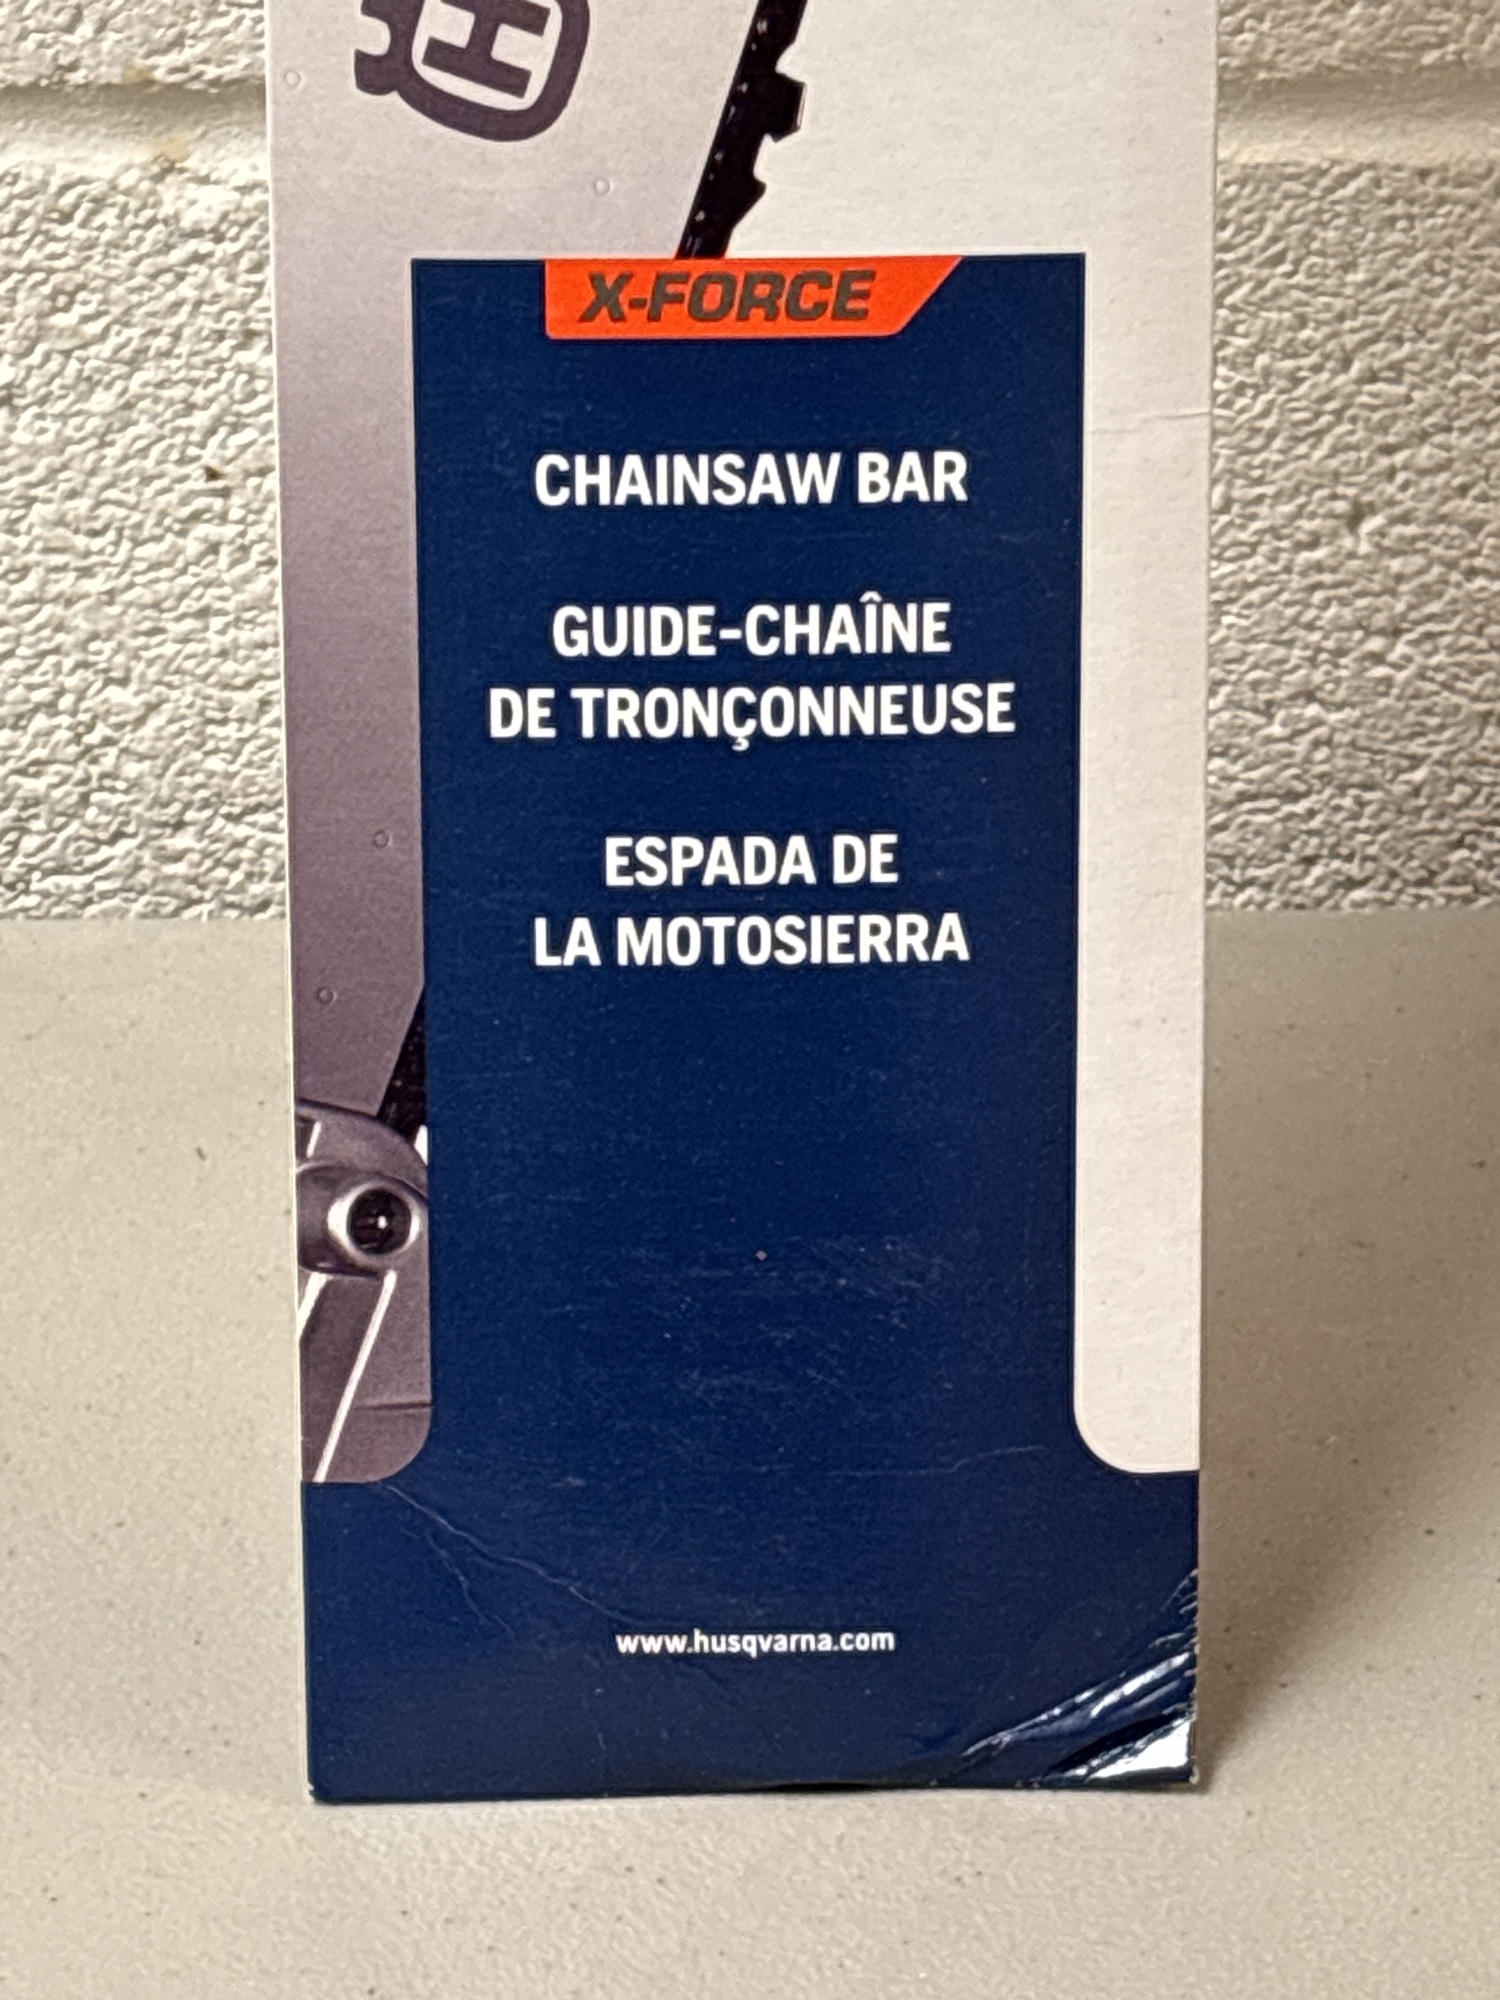 H
X-FORCE
CHAINSAW BAR
GUIDE-CHAÎNE
DE TRONÇONNEUSE
ESPADA DE
LA MOTOSIERRA
www.husqvarna.com